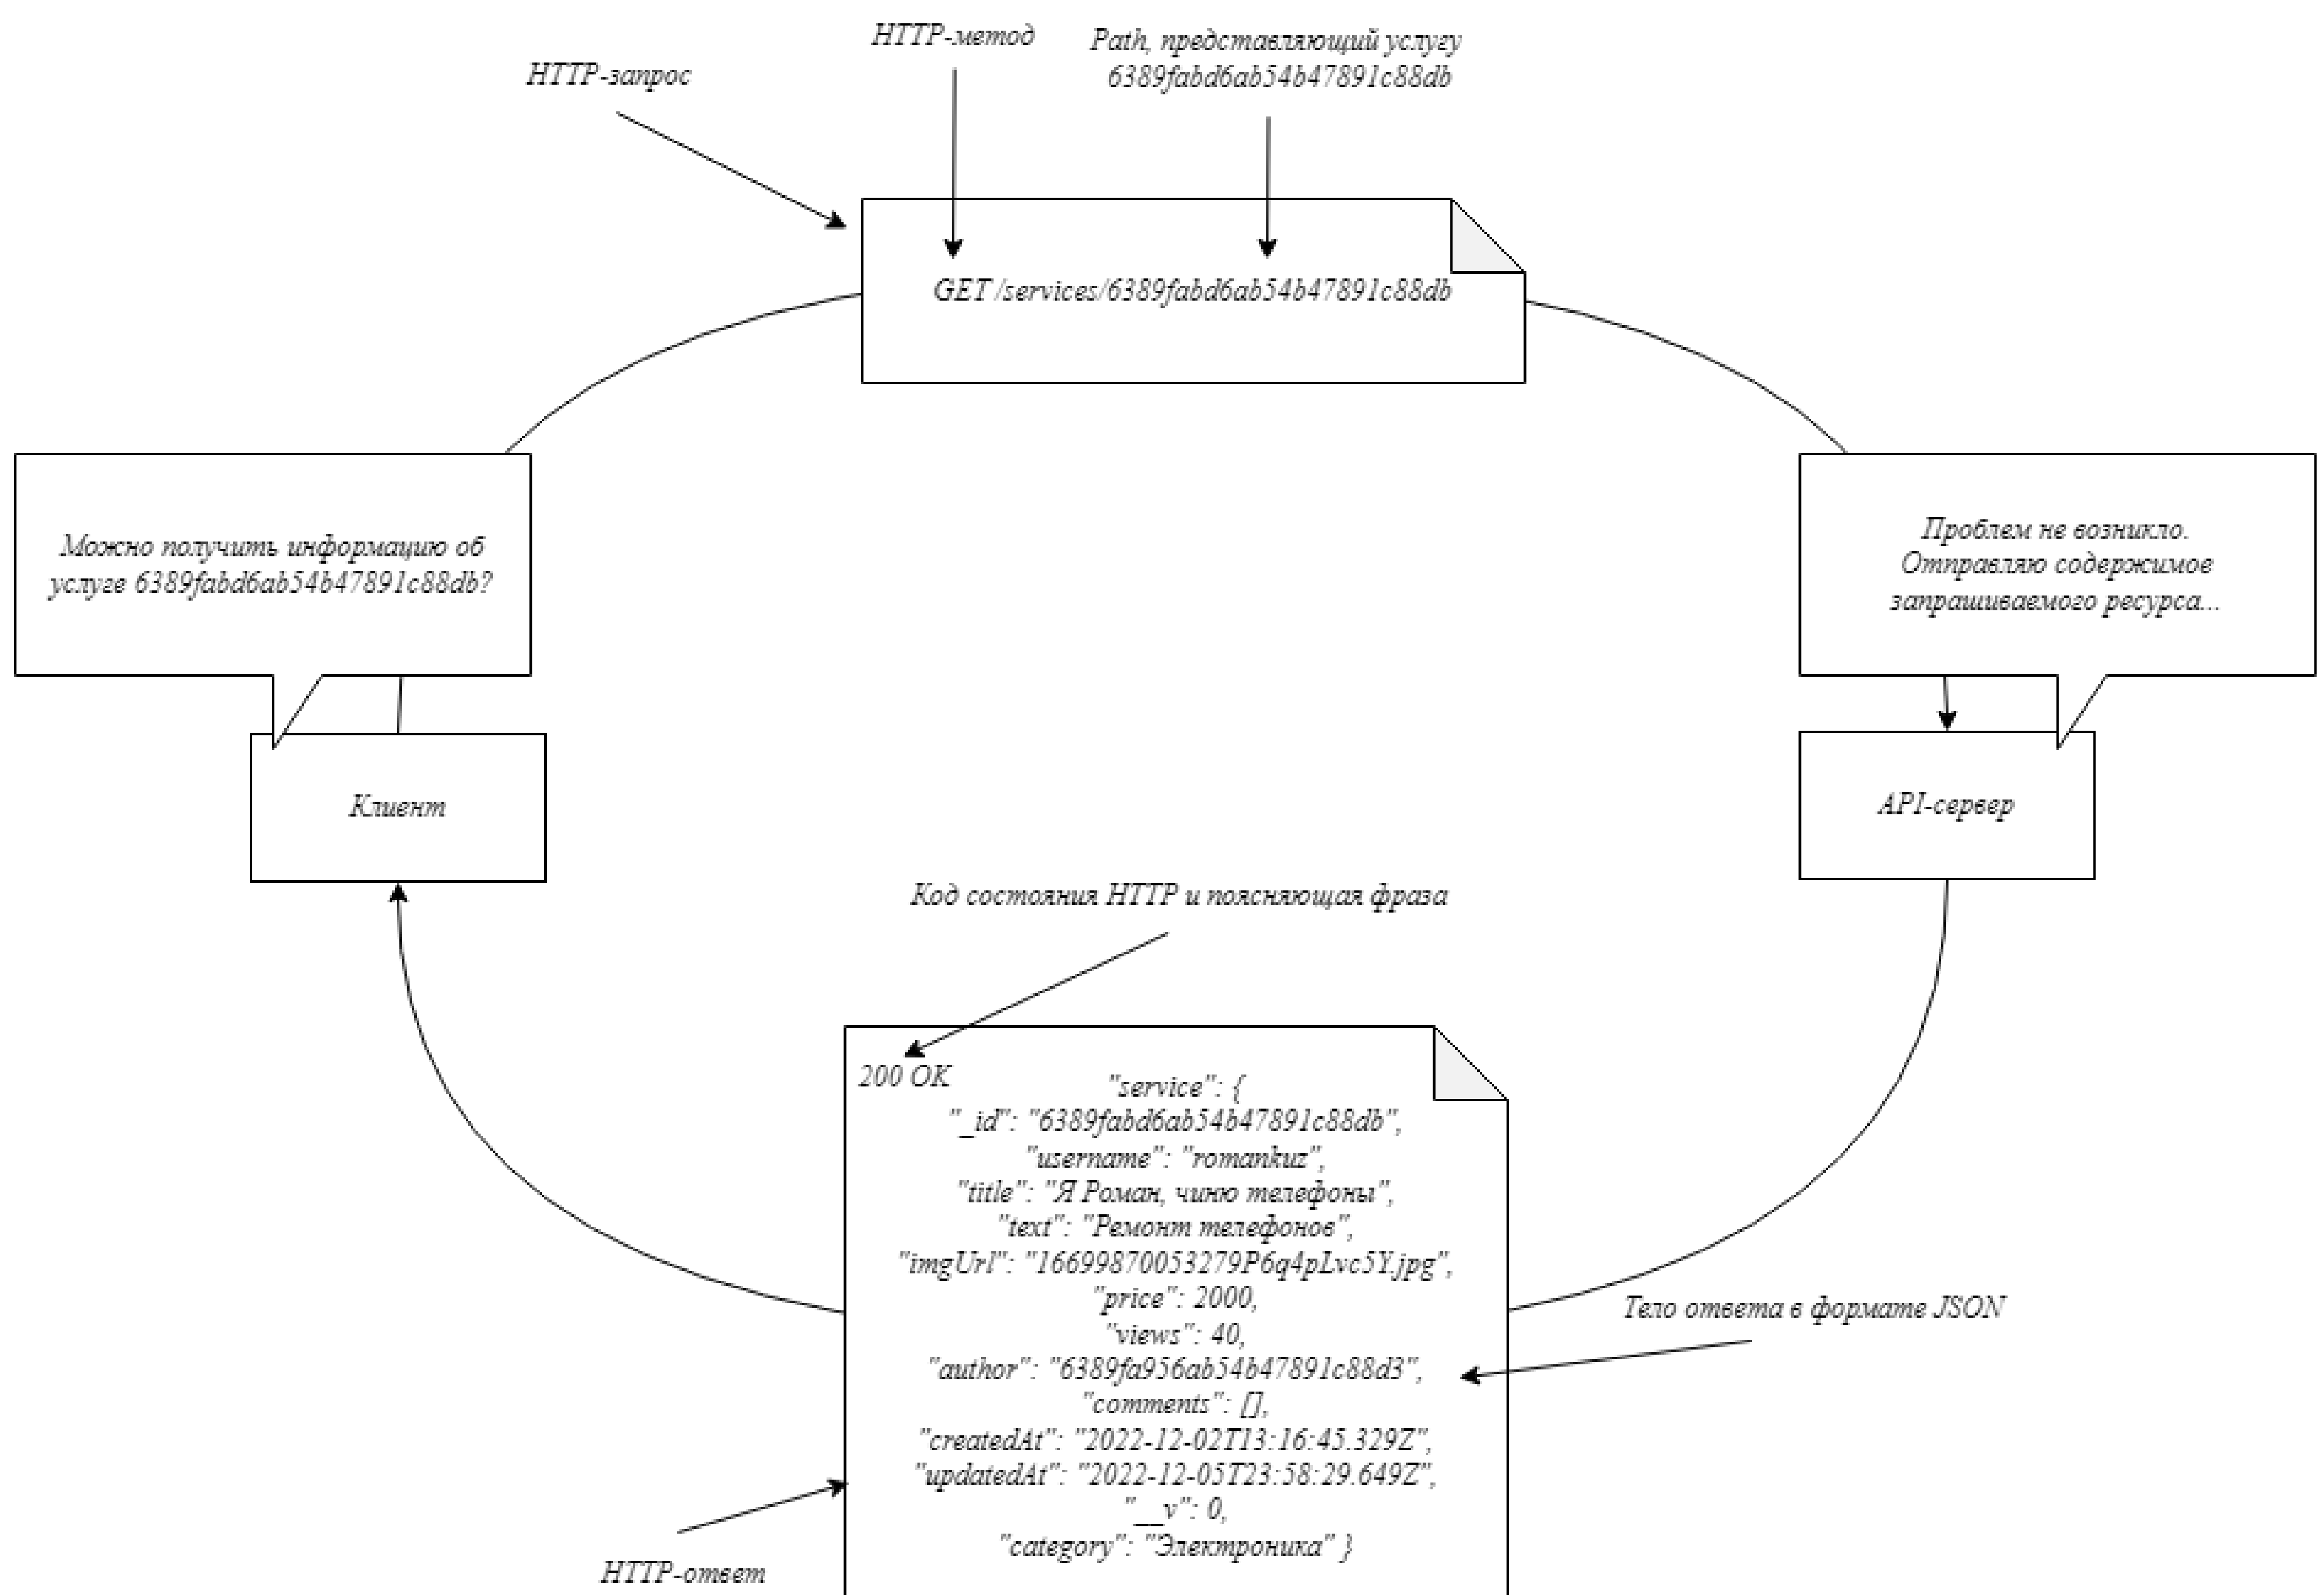 HTTP-метод
Path, представляющий услугу
6389fabd6ab54b47891c88db
HTTP-запрос
GET /services/6389fabd6ab54b47891c88db
Можно получить информацию об
услуге 6389fabd6ab54b47891c88db?
Проблем не возникло.
Отправляю содержимое
запрашиваемого ресурса...
Клиент
API-сервер
Код состояния HTTP и поясняющая фраза
200 OK
"service": {
"_id": "6389fabd6ab54b47891c88db",
"username": "romankuz",
"title": "Я Роман, чиню телефоны",
"text": "Ремонт телефонов",
"imgUrl": "16699870053279P6q4pLvc5Y.jpg",
"price": 2000,
"views": 40,
"author": "6389fa956ab54b47891c88d3",
"comments": [],
"createdAt": "2022-12-02T13:16:45.329Z",
"updatedAt": "2022-12-05T23:58:29.649Z",
"__v": 0,
"category": "Электроника" }
Тело ответа в формате JSON
HTTP-ответ